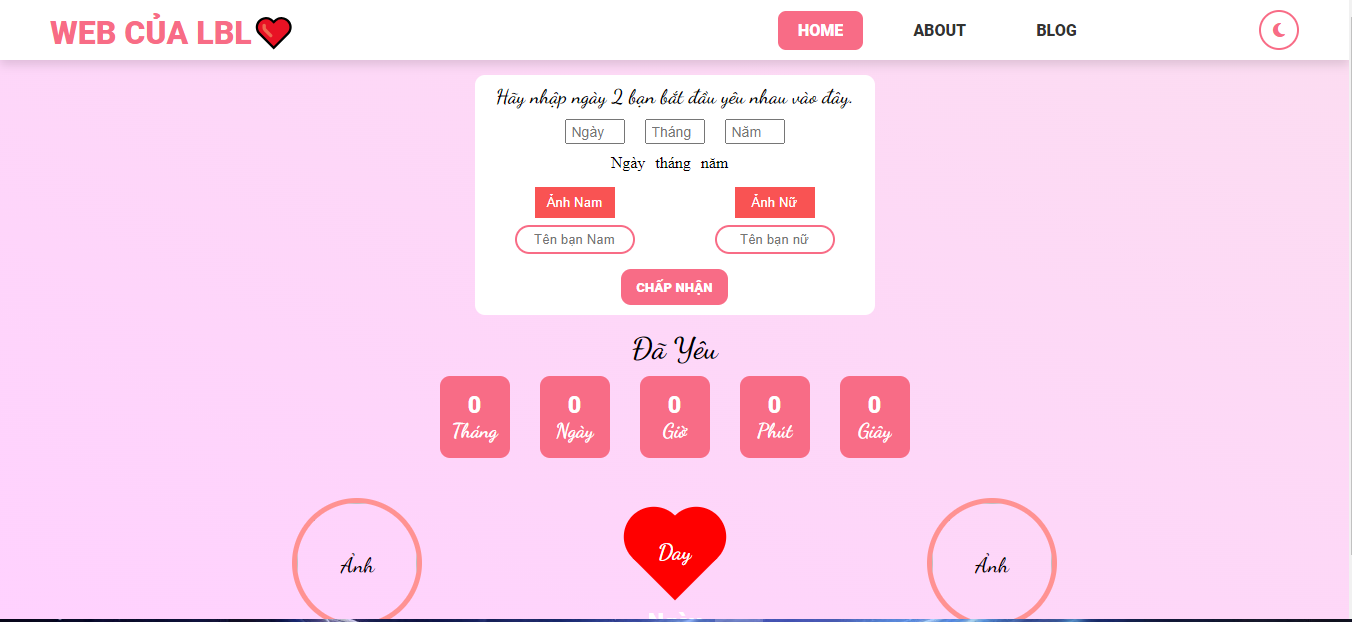 WEB CỦA LBL
HOME ABOUT BLOG
Hãy nhập ngày 2 bạn bắt đầu yêu nhau vào đây.
Ngày Tháng Năm
Ngày tháng năm
Ảnh Nam Ảnh Nữ
Tên bạn Nam Tên bạn nữ
CHẤP NHẬN
Đã Yêu
0 0 0 0 0
Tháng Ngày Giờ Phút Giây
Ảnh Day Ảnh